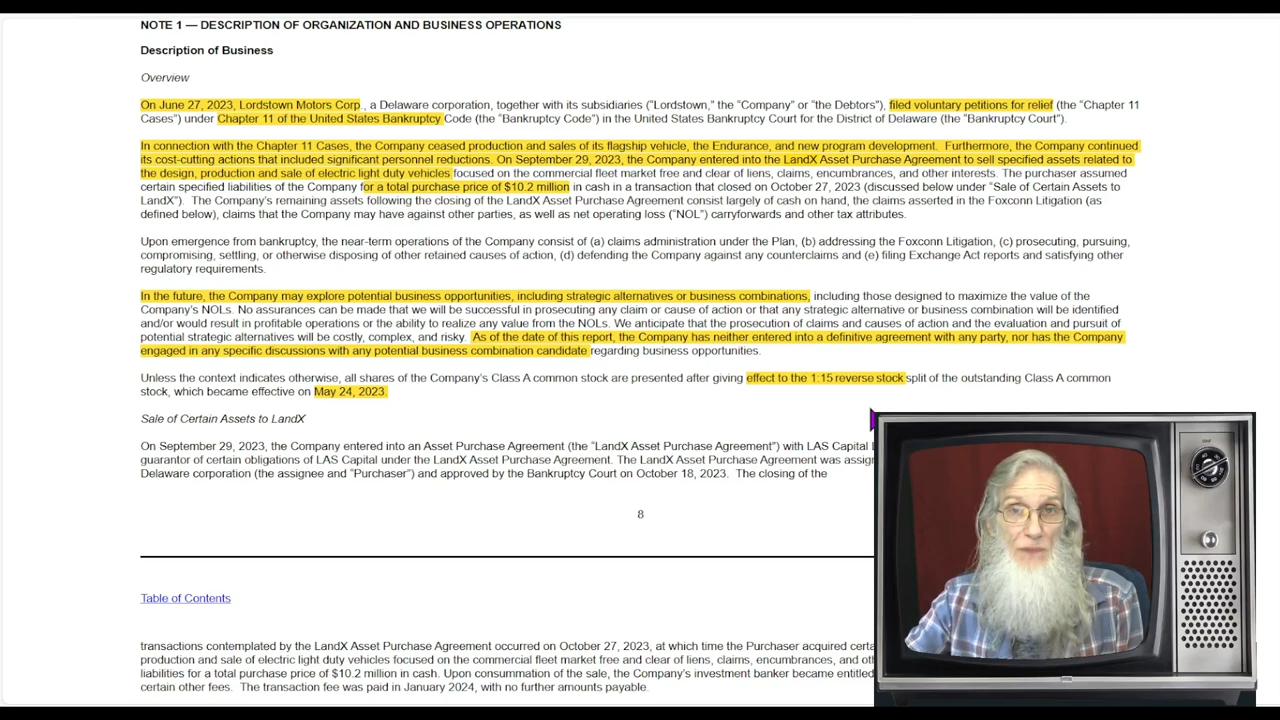 NOTE 1 — DESCRIPTION OF ORGANIZATION AND BUSINESS OPERATIONS
Description of Business
Overview
On June 27, 2023, Lordstown Motors Corp., a Delaware corporation, together with its subsidiaries (“Lordstown,” the “Company” or “the Debtors”), filed voluntary petitions for relief (the “Chapter 11
Cases”) under Chapter 11 of the United States Bankruptcy Code (the “Bankruptcy Code”) in the United States Bankruptcy Court for the District of Delaware (the “Bankruptcy Court”).
In connection with the Chapter 11 Cases, the Company ceased production and sales of its flagship vehicle, the Endurance, and new program development. Furthermore, the Company continued
its cost-cutting actions that included significant personnel reductions. On September 29, 2023, the Company entered into the LandX Asset Purchase Agreement to sell specified assets related to
the design, production and sale of electric light duty vehicles focused on the commercial fleet market free and clear of liens, claims, encumbrances, and other interests. The purchaser assumed
certain specified liabilities of the Company for a total purchase price of $10.2 million in cash in a transaction that closed on October 27, 2023 (discussed below under “Sale of Certain Assets to
LandX”). The Company’s remaining assets following the closing of the LandX Asset Purchase Agreement consist largely of cash on hand, the claims asserted in the Foxconn Litigation (as
defined below), claims that the Company may have against other parties, as well as net operating loss (“NOL”) carryforwards and other tax attributes.
Upon emergence from bankruptcy, the near-term operations of the Company consist of (a) claims administration under the Plan, (b) addressing the Foxconn Litigation, (c) prosecuting, pursuing,
compromising, settling, or otherwise disposing of other retained causes of action, (d) defending the Company against any counterclaims and (e) filing Exchange Act reports and satisfying other
regulatory requirements.
In the future, the Company may explore potential business opportunities, including strategic alternatives or business combinations, including those designed to maximize the value of the
Company’s NOLs. No assurances can be made that we will be successful in prosecuting any claim or cause of action or that any strategic alternative or business combination will be identified
and/or would result in profitable operations or the ability to realize any value from the NOLs. We anticipate that the prosecution of claims and causes of action and the evaluation and pursuit of
potential strategic alternatives will be costly, complex, and risky. As of the date of this report, the Company has neither entered into a definitive agreement with any party, nor has the Company
engaged in any specific discussions with any potential business combination candidate regarding business opportunities.
Unless the context indicates otherwise, all shares of the Company’s Class A common stock are presented after giving effect to the 1:15 reverse stock split of the outstanding Class A common
stock, which became effective on May 24, 2023.
Sale of Certain Assets to LandX
On September 29, 2023, the Company entered into an Asset Purchase Agreement (the “LandX Asset Purchase Agreement”) with LAS Capital
guarantor of certain obligations of LAS Capital under the LandX Asset Purchase Agreement. The LandX Asset Purchase Agreement was
Delaware corporation (the assignee and “Purchaser”) and approved by the Bankruptcy Court on October 18, 2023. The closing of the
8
Table of Contents
transactions contemplated by the LandX Asset Purchase Agreement occurred on October 27, 2023, at which time the Purchaser acquired
production and sale of electric light duty vehicles focused on the commercial fleet market free and clear of liens, claims, encumbrances, and
liabilities for a total purchase price of $10.2 million in cash. Upon consummation of the sale, the Company’s investment banker became entitled
certain other fees. The transaction fee was paid in January 2024, with no further amounts payable.